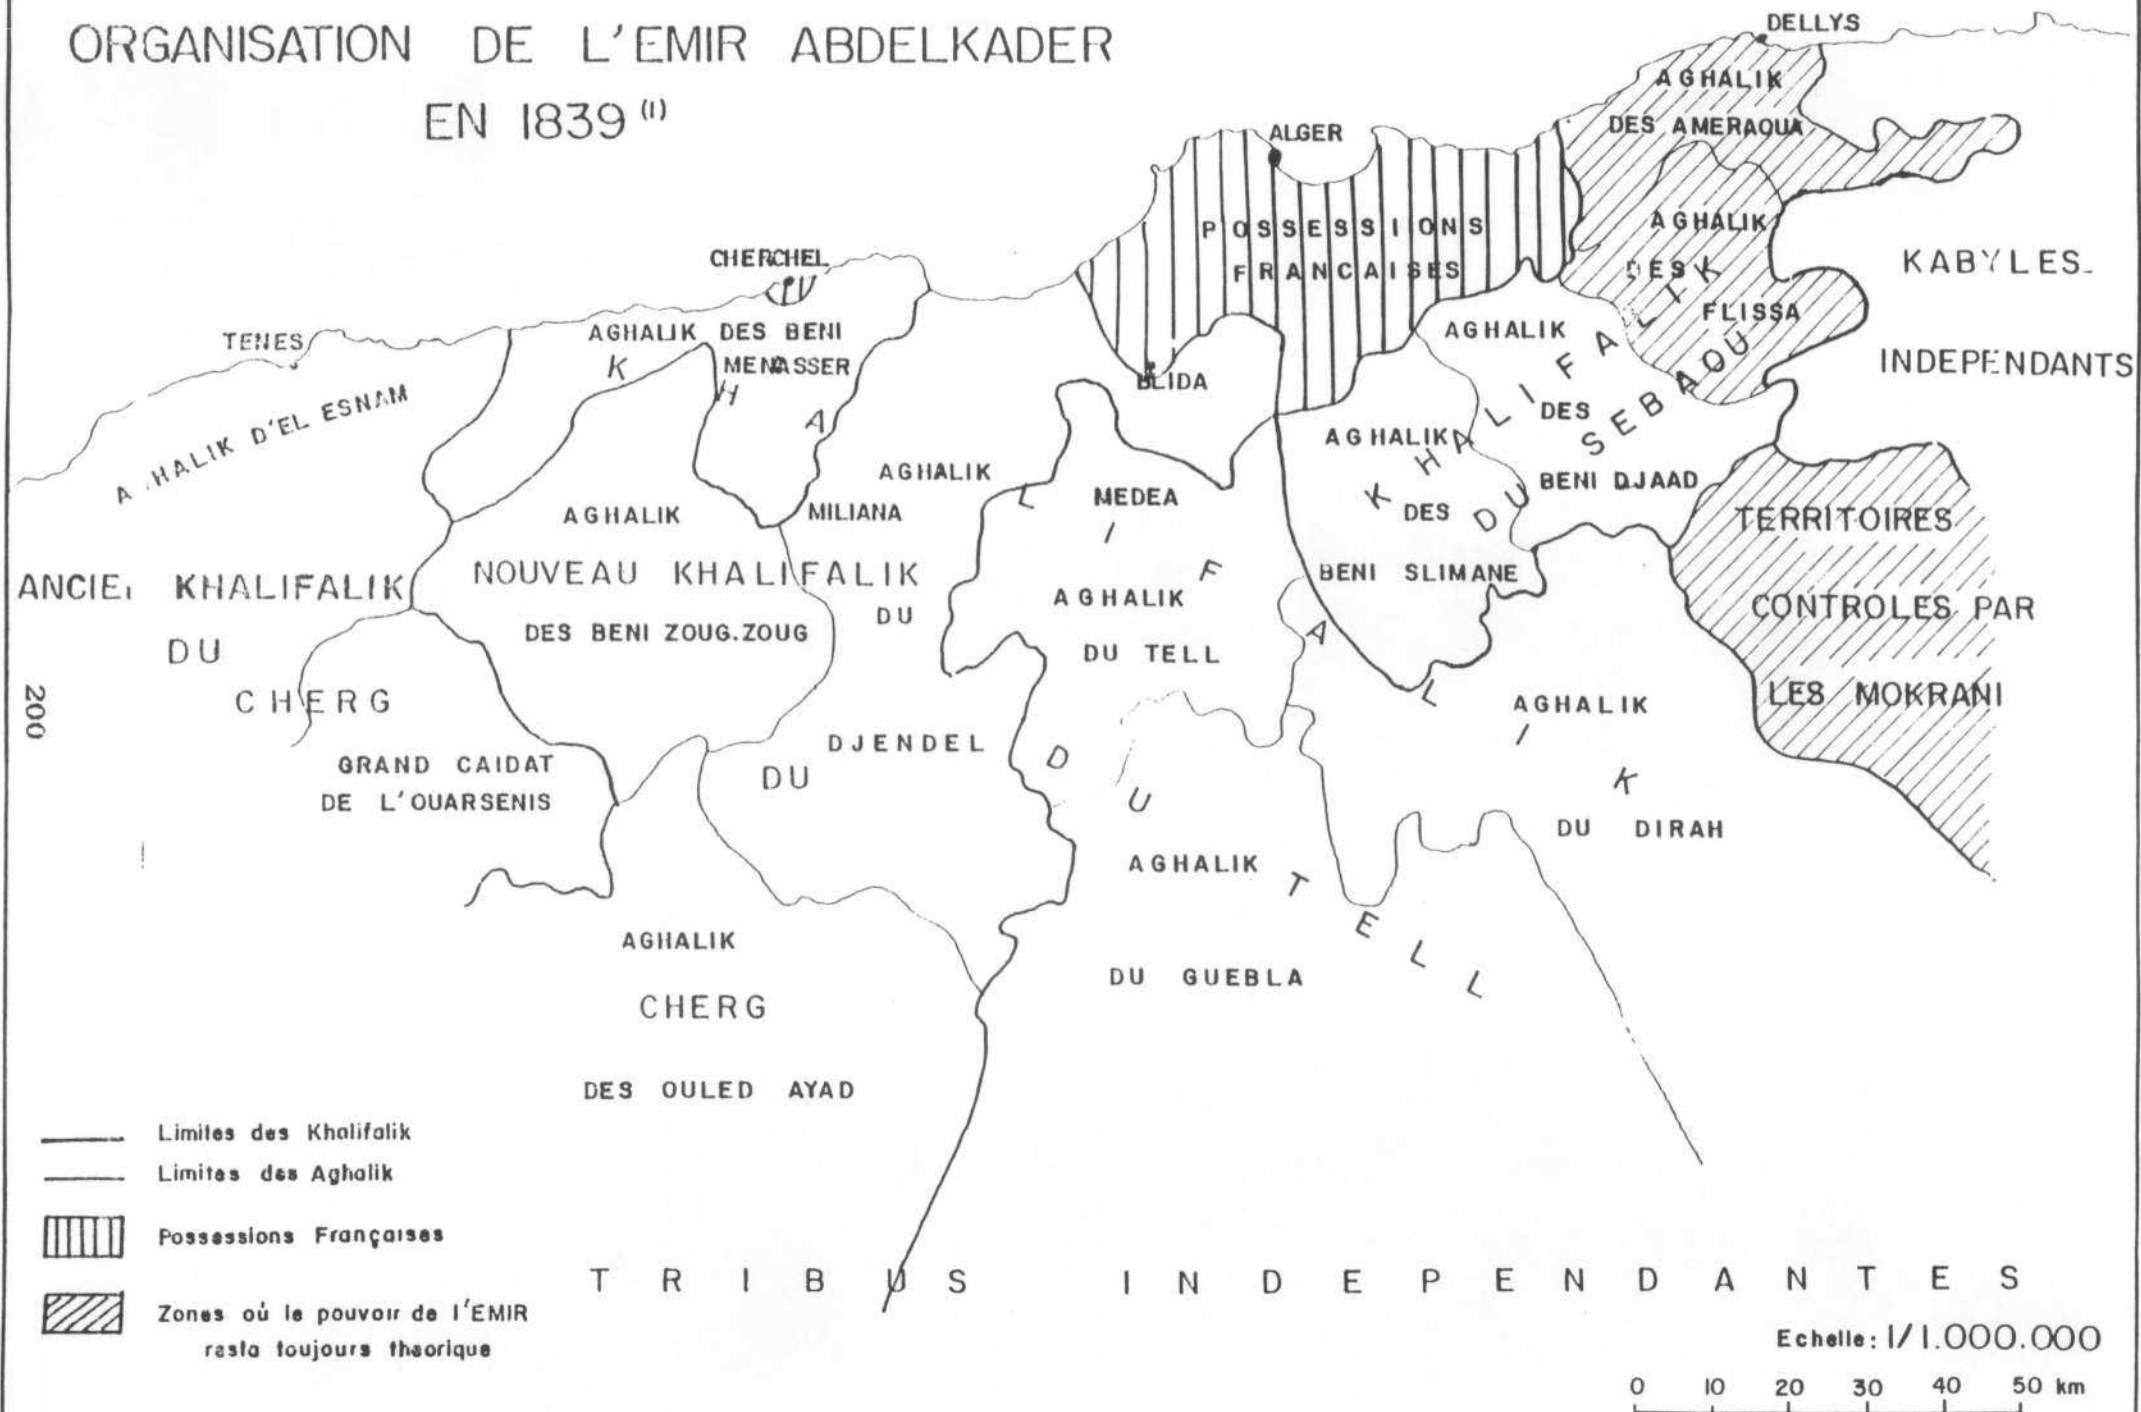 ORGANISATION DE L'EMIR ABDELKADER
EN 1839 (1)
DELLYS
AGHALIK
DES AMERAOUA
ALGER
POSSESSIONS
FRANCAISES
AGHALIK
DES
FLISSA
KABYLES
INDEPENDANTS
CHERCHEL
TENES
AGHALIK DES BENI
MENASSER
BLIDA
A HALIK D'EL ESNAM
AGHALIK
DES
BENI DJAAD
KHALIFALIK
DU SEBAOU
AGHALIK
DES
BENI SLIMANE
AGHALIK
MILIANA
MEDEA
AGHALIK
NOUVEAU KHALIFALIK
DES BENI ZOUG.ZOUG
DU
ANCIE KHALIFALIK
DU
CHERG
TERRITOIRES
CONTROLES PAR
LES MOKRANI
AGHALIK
DU TELL
KHALIFALIK
DU TELL
AGHALIK
DU DIRAH
DJENDEL
DU
GRAND CAIDAT
DE L'OUARSENIS
AGHALIK
DU GUEBLA
AGHALIK
CHERG
DES OULED AYAD
200
Limites des Khalifalik
Limites des Aghalik
Possessions Françaises
Zones où le pouvoir de l'EMIR
resta toujours theorique
TRIBUS INDEPENDANTES
Echelle: 1/1.000.000
0 10 20 30 40 50 km